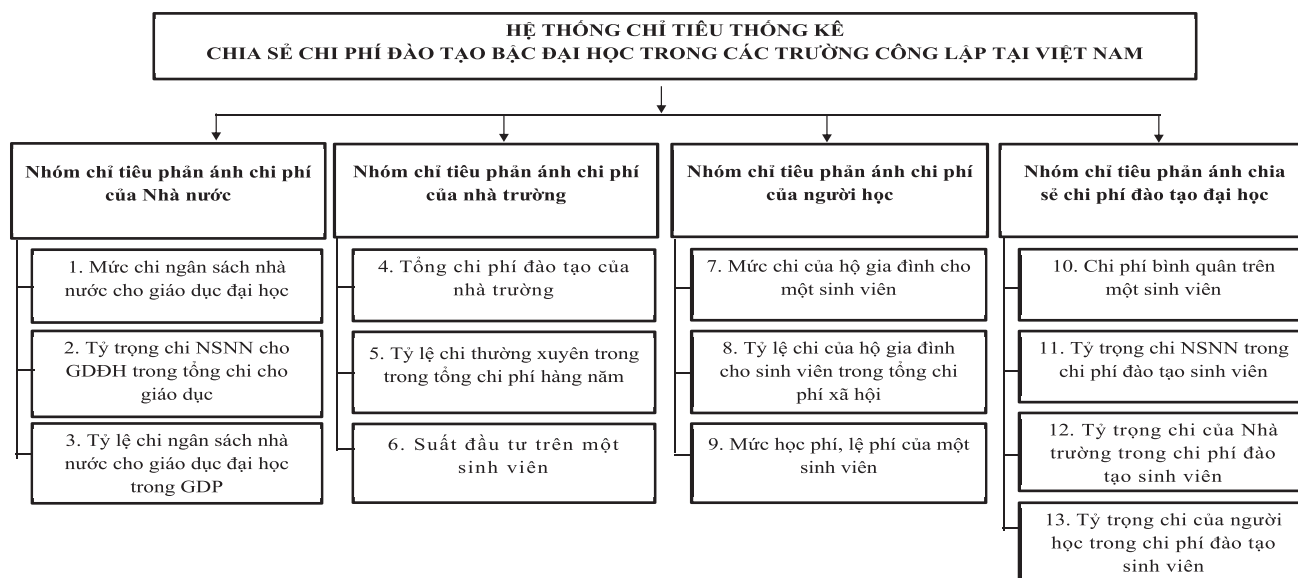 HỆ THỐNG CHỈ TIÊU THỐNG KÊ
CHIA SẺ CHI PHÍ ĐÀO TẠO BẬC ĐẠI HỌC TRONG CÁC TRƯỜNG CÔNG LẬP TẠI VIỆT NAM
Nhóm chỉ tiêu phản ánh chi phí
của Nhà nước
1. Mức chi ngân sách nhà
nước cho giáo dục đại học
2. Tỷ trọng chi NSNN cho
GDĐH trong tổng chi cho
giáo dục
3. Tỷ lệ chi ngân sách nhà
nước cho giáo dục đại học
trong GDP
Nhóm chỉ tiêu phản ánh chi phí
của nhà trường
4. Tổng chi phí đào tạo của
nhà trường
5. Tỷ lệ chi thường xuyên trong
trong tổng chi phí hàng năm
6. Suất đầu tư trên một
sinh viên
Nhóm chỉ tiêu phản ánh chi phí
của người học
7. Mức chi của hộ gia đình cho
một sinh viên
8. Tỷ lệ chi của hộ gia đình
cho sinh viên trong tổng chi
phí xã hội
9. Mức học phí, lệ phí của một
sinh viên
Nhóm chỉ tiêu phản ánh chia
sẻ chi phí đào tạo đại học
10. Chi phí bình quân trên
một sinh viên
11. Tỷ trọng chi NSNN trong
chi phí đào tạo sinh viên
12. Tỷ trọng chi của Nhà
trường trong chi phí đào
tạo sinh viên
13. Tỷ trọng chi của người
học trong chi phí đào tạo
sinh viên